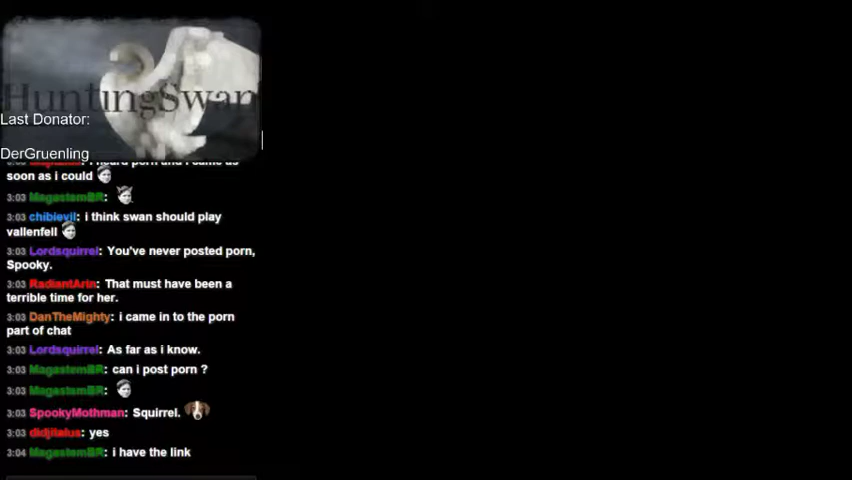 HuntingSwan
Last Donator:
DerGruenling
i heard porn and i came as
soon as i could
3:03 MagastemBR:
3:03 chibievil: i think swan should play
vallenfell
3:03 Lordsquirrel: You've never posted porn,
Spooky.
3:03 RadiantArin: That must have been a
terrible time for her.
3:03 DanTheMighty: i came in to the porn
part of chat
3:03 Lordsquirrel: As far as i know.
3:03 MagastemBR: can i post porn ?
3:03 MagastemBR:
3:03 SpookyMothman: Squirrel.
3:03 didjitalus: yes
3:04 MagastemBR: i have the link